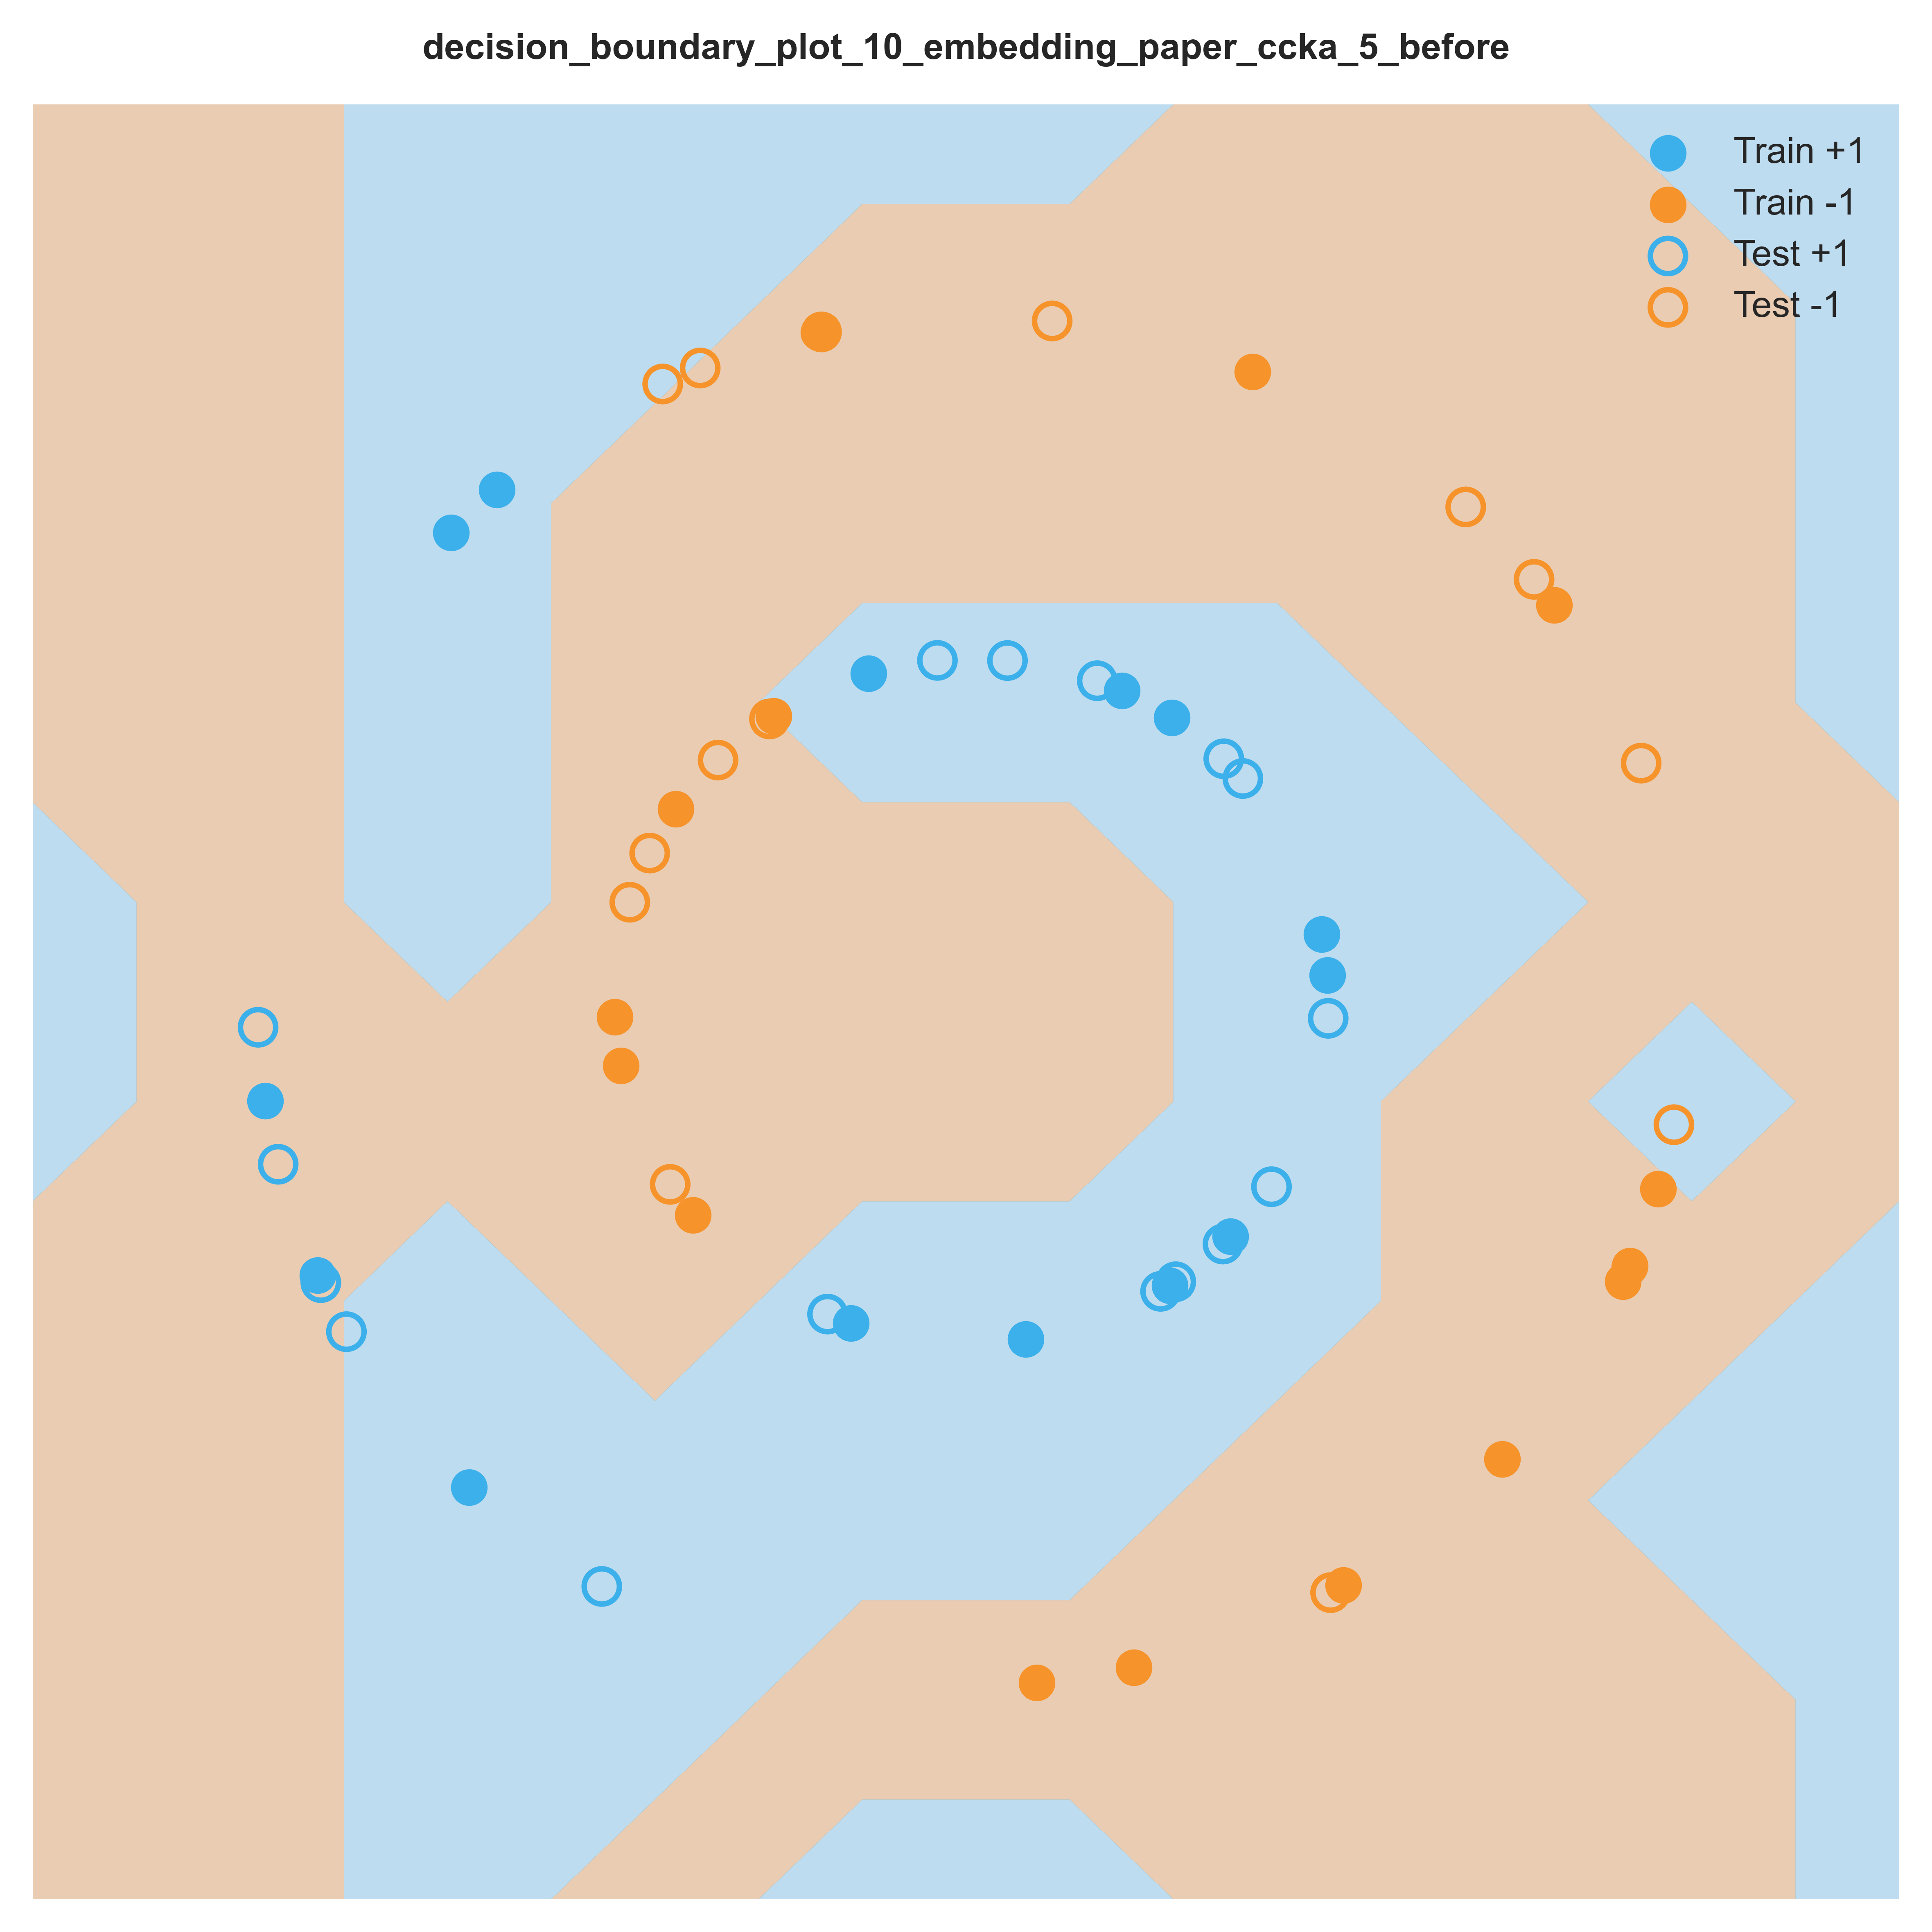 decision_boundary_plot_10_embedding_paper_ccka_5_before
Train +1
Train -1
Test +1
Test -1